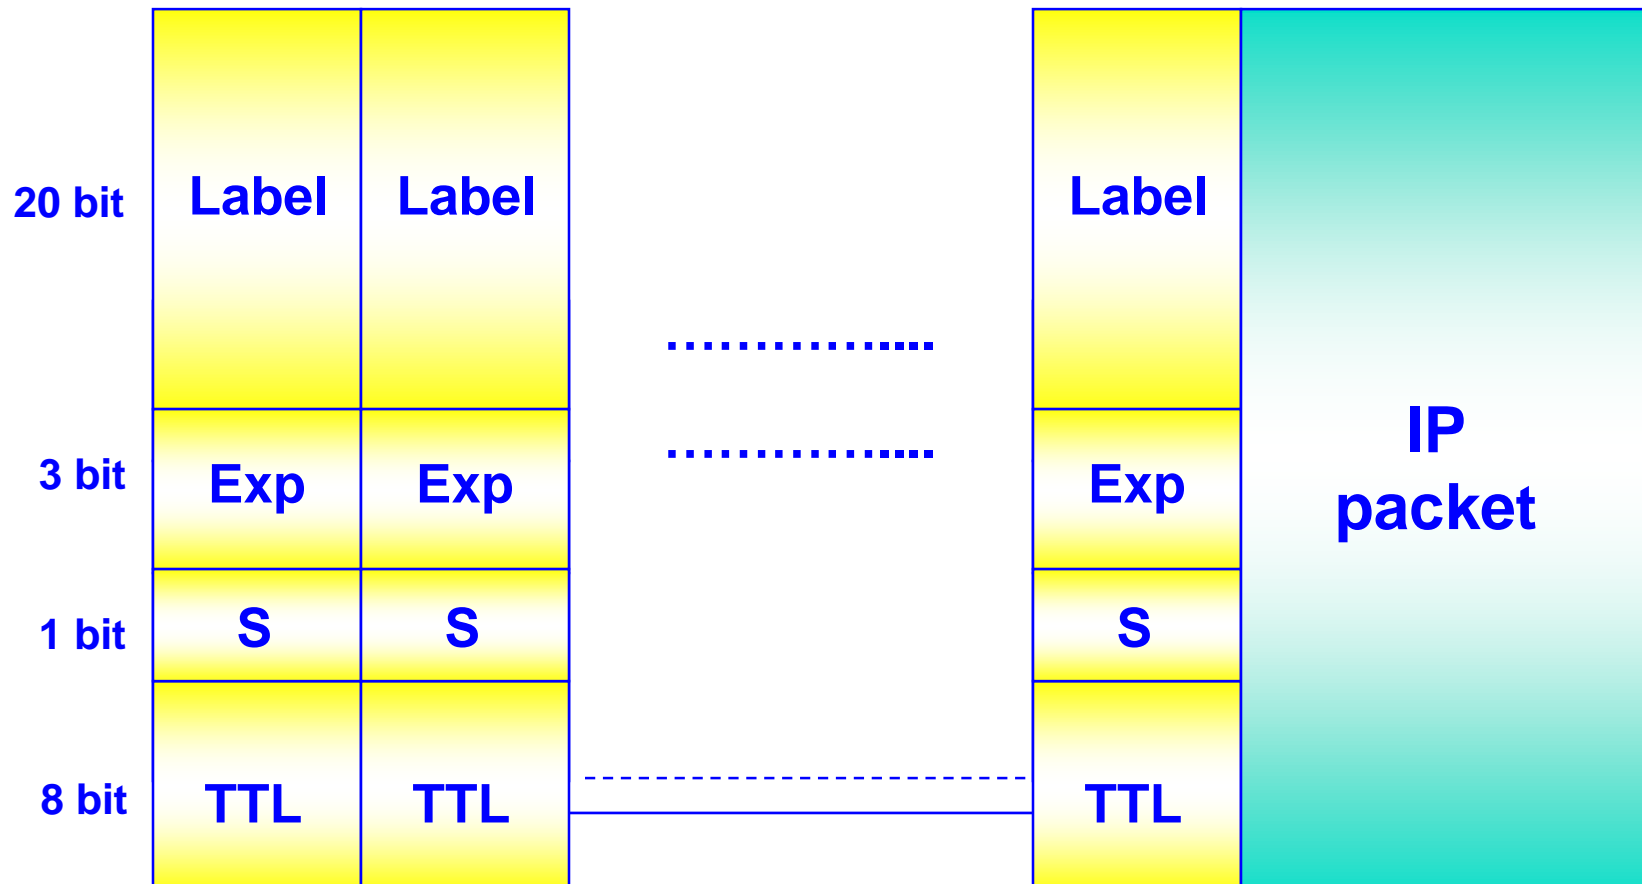 20 bit Label Label Label
3 bit Exp Exp Exp
1 bit S S S
8 bit TTL TTL TTL
IP
packet